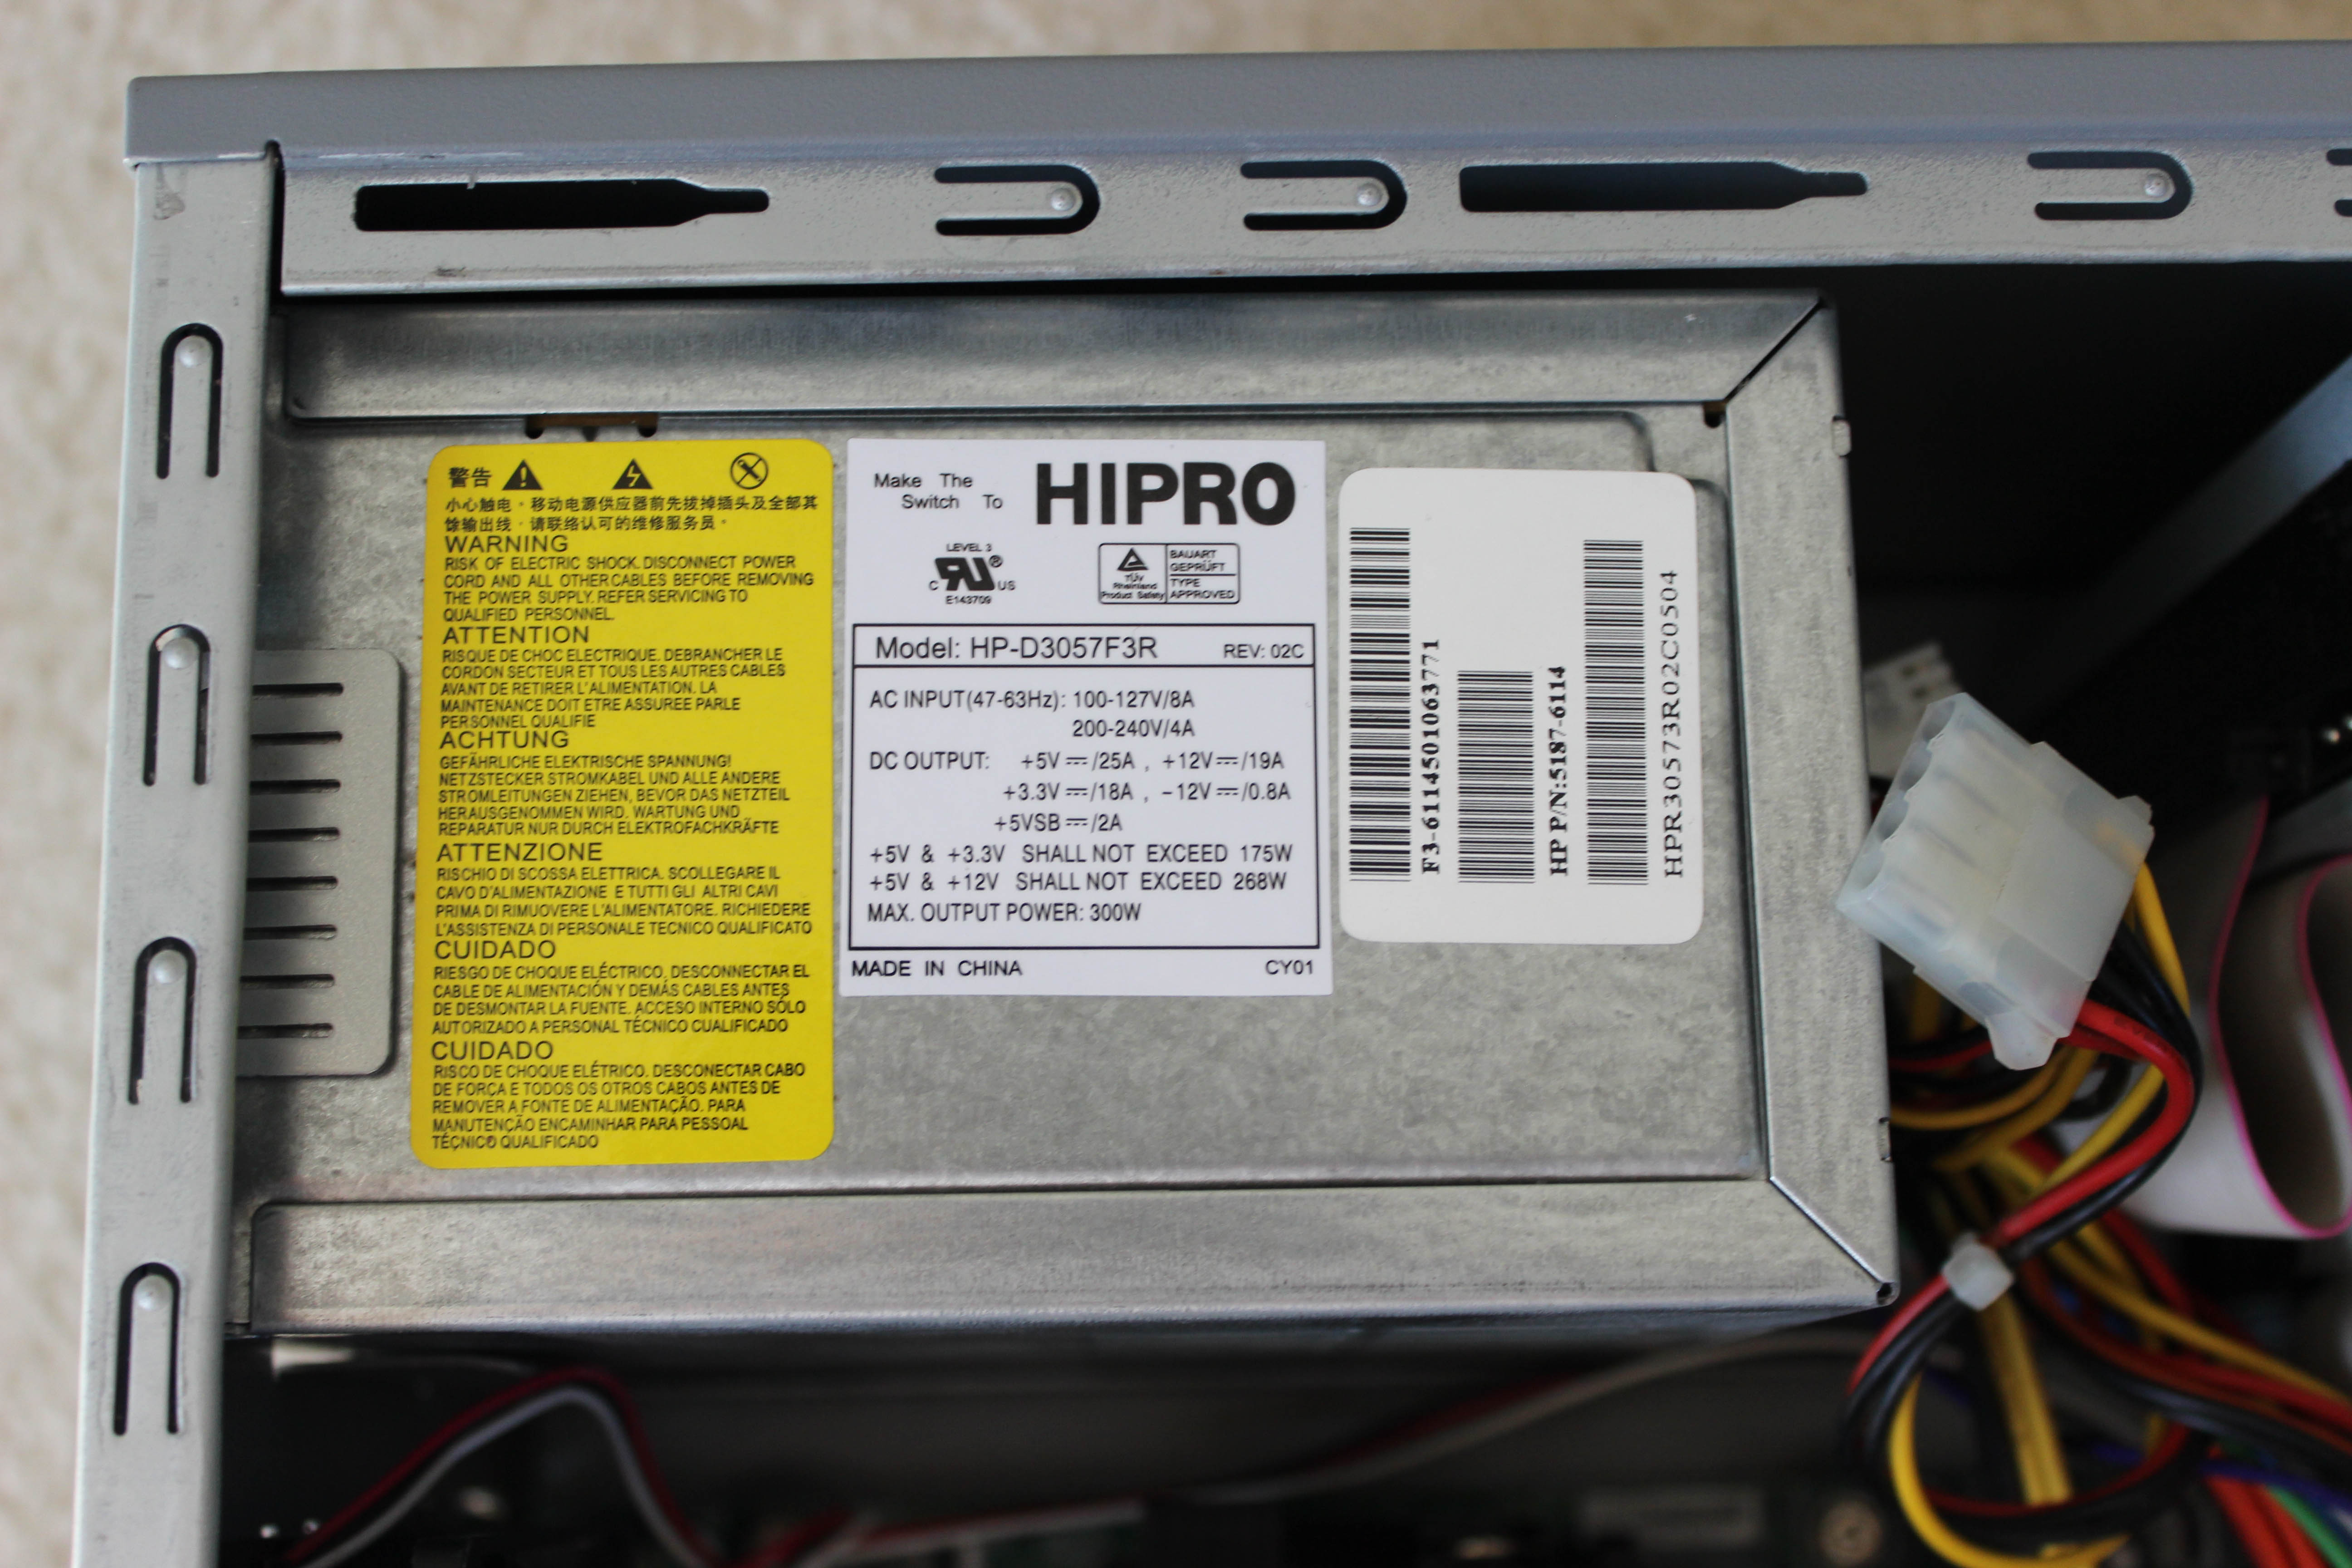 警告
小心触电。移动电源供应器前先拔掉插头及全部其
馀输出线。请联络认可的维修服务员。
WARNING
RISK OF ELECTRIC SHOCK. DISCONNECT POWER
CORD AND ALL OTHER CABLES BEFORE REMOVING
THE POWER SUPPLY. REFER SERVICING TO
QUALIFIED PERSONNEL.
ATTENTION
RISQUE DE CHOC ELECTRIQUE. DEBRANCHER LE
CORDON SECTEUR ET TOUS LES AUTRES CABLES
AVANT DE RETIRER L'ALIMENTATION. LA
MAINTENANCE DOIT ETRE ASSUREE PARLE
PERSONNEL QUALIFIE
ACHTUNG
GEFÄHRLICHE ELEKTRISCHE SPANNUNG!
NETZSTECKER STROMKABEL UND ALLE ANDERE
STROMLEITUNGEN ZIEHEN, BEVOR DAS NETZTEIL
HERAUSGENOMMEN WIRD. WARTUNG UND
REPARATUR NUR DURCH ELEKTROFACHKRÄFTE
ATTENZIONE
RISCHIO DI SCOSSA ELETTRICA. SCOLLEGARE IL
CAVO D'ALIMENTAZIONE E TUTTI GLI ALTRI CAVI
PRIMA DI RIMUOVERE L'ALIMENTATORE. RICHIEDERE
L'ASSISTENZA DI PERSONALE TECNICO QUALIFICATO
CUIDADO
RIESGO DE CHOQUE ELÉCTRICO. DESCONNECTAR EL
CABLE DE ALIMENTACIÓN Y DEMÁS CABLES ANTES
DE DESMONTAR LA FUENTE. ACCESO INTERNO SÓLO
AUTORIZADO A PERSONAL TÉCNICO CUALIFICADO
CUIDADO
RISCO DE CHOQUE ELÉTRICO. DESCONECTAR CABO
DE FORÇA E TODOS OS OTROS CABOS ANTES DE
REMOVER A FONTE DE ALIMENTAÇÃO. PARA
MANUTENÇÃO ENCAMINHAR PARA PESSOAL
TÉCNICO QUALIFICADO
Make The
Switch To
HIPRO
LEVEL 3
C RU® US
E143709
TÜV
Rheinland
Product Safety
BAUART
GEPRÜFT
TYPE
APPROVED
Model: HP-D3057F3R REV: 02C
AC INPUT(47-63Hz): 100-127V/8A
200-240V/4A
DC OUTPUT: +5V⎓/25A , +12V⎓/19A
+3.3V⎓/18A , -12V⎓/0.8A
+5VSB⎓/2A
+5V & +3.3V SHALL NOT EXCEED 175W
+5V & +12V SHALL NOT EXCEED 268W
MAX. OUTPUT POWER: 300W
MADE IN CHINA CY01
F3-6114501063771
HP P/N:5187-6114
HPR30573R02C0504